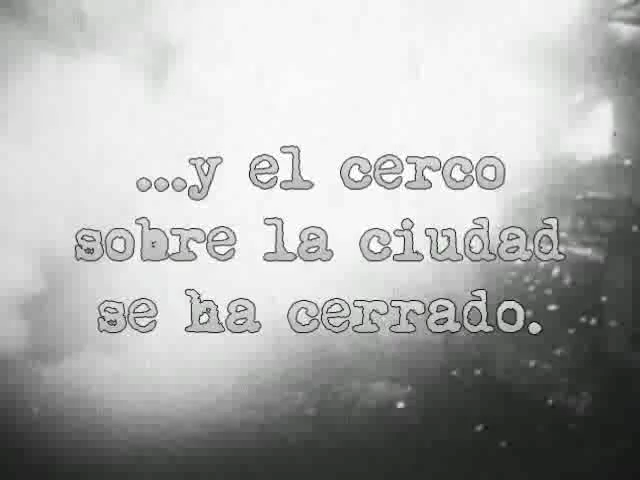 ...y el cerco
sobre la ciudad
se ha cerrado.